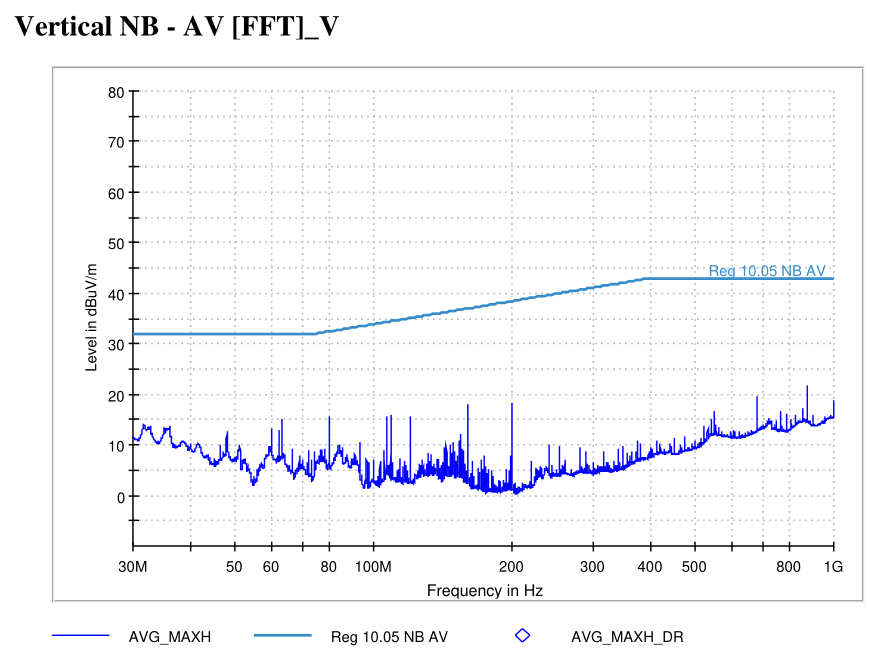 Vertical NB - AV [FFT]_V
80
70
60
50
40
30
20
10
0
Level in dBuV/m
Reg 10.05 NB AV
30M 50 60 80 100M 200 300 400 500 800 1G
Frequency in Hz
AVG_MAXH Reg 10.05 NB AV AVG_MAXH_DR